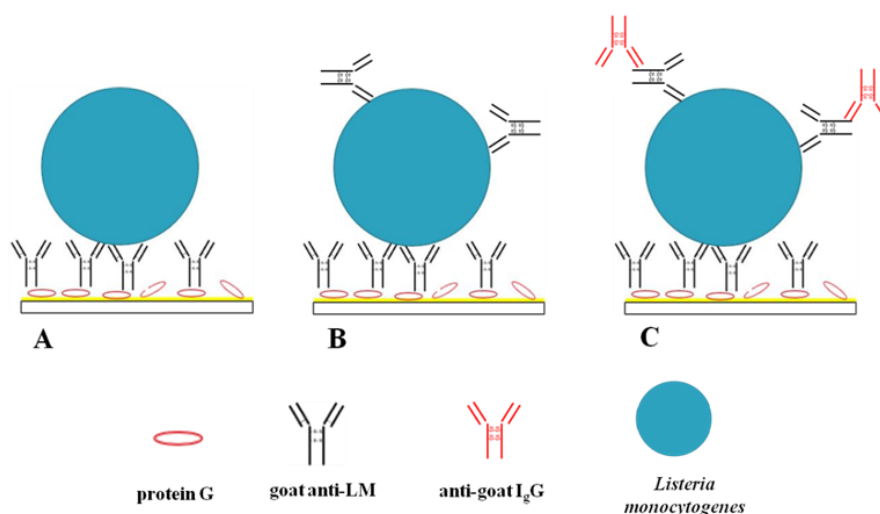 A
B
C
protein G
goat anti-LM
anti-goat IgG
Listeria
monocytogenes